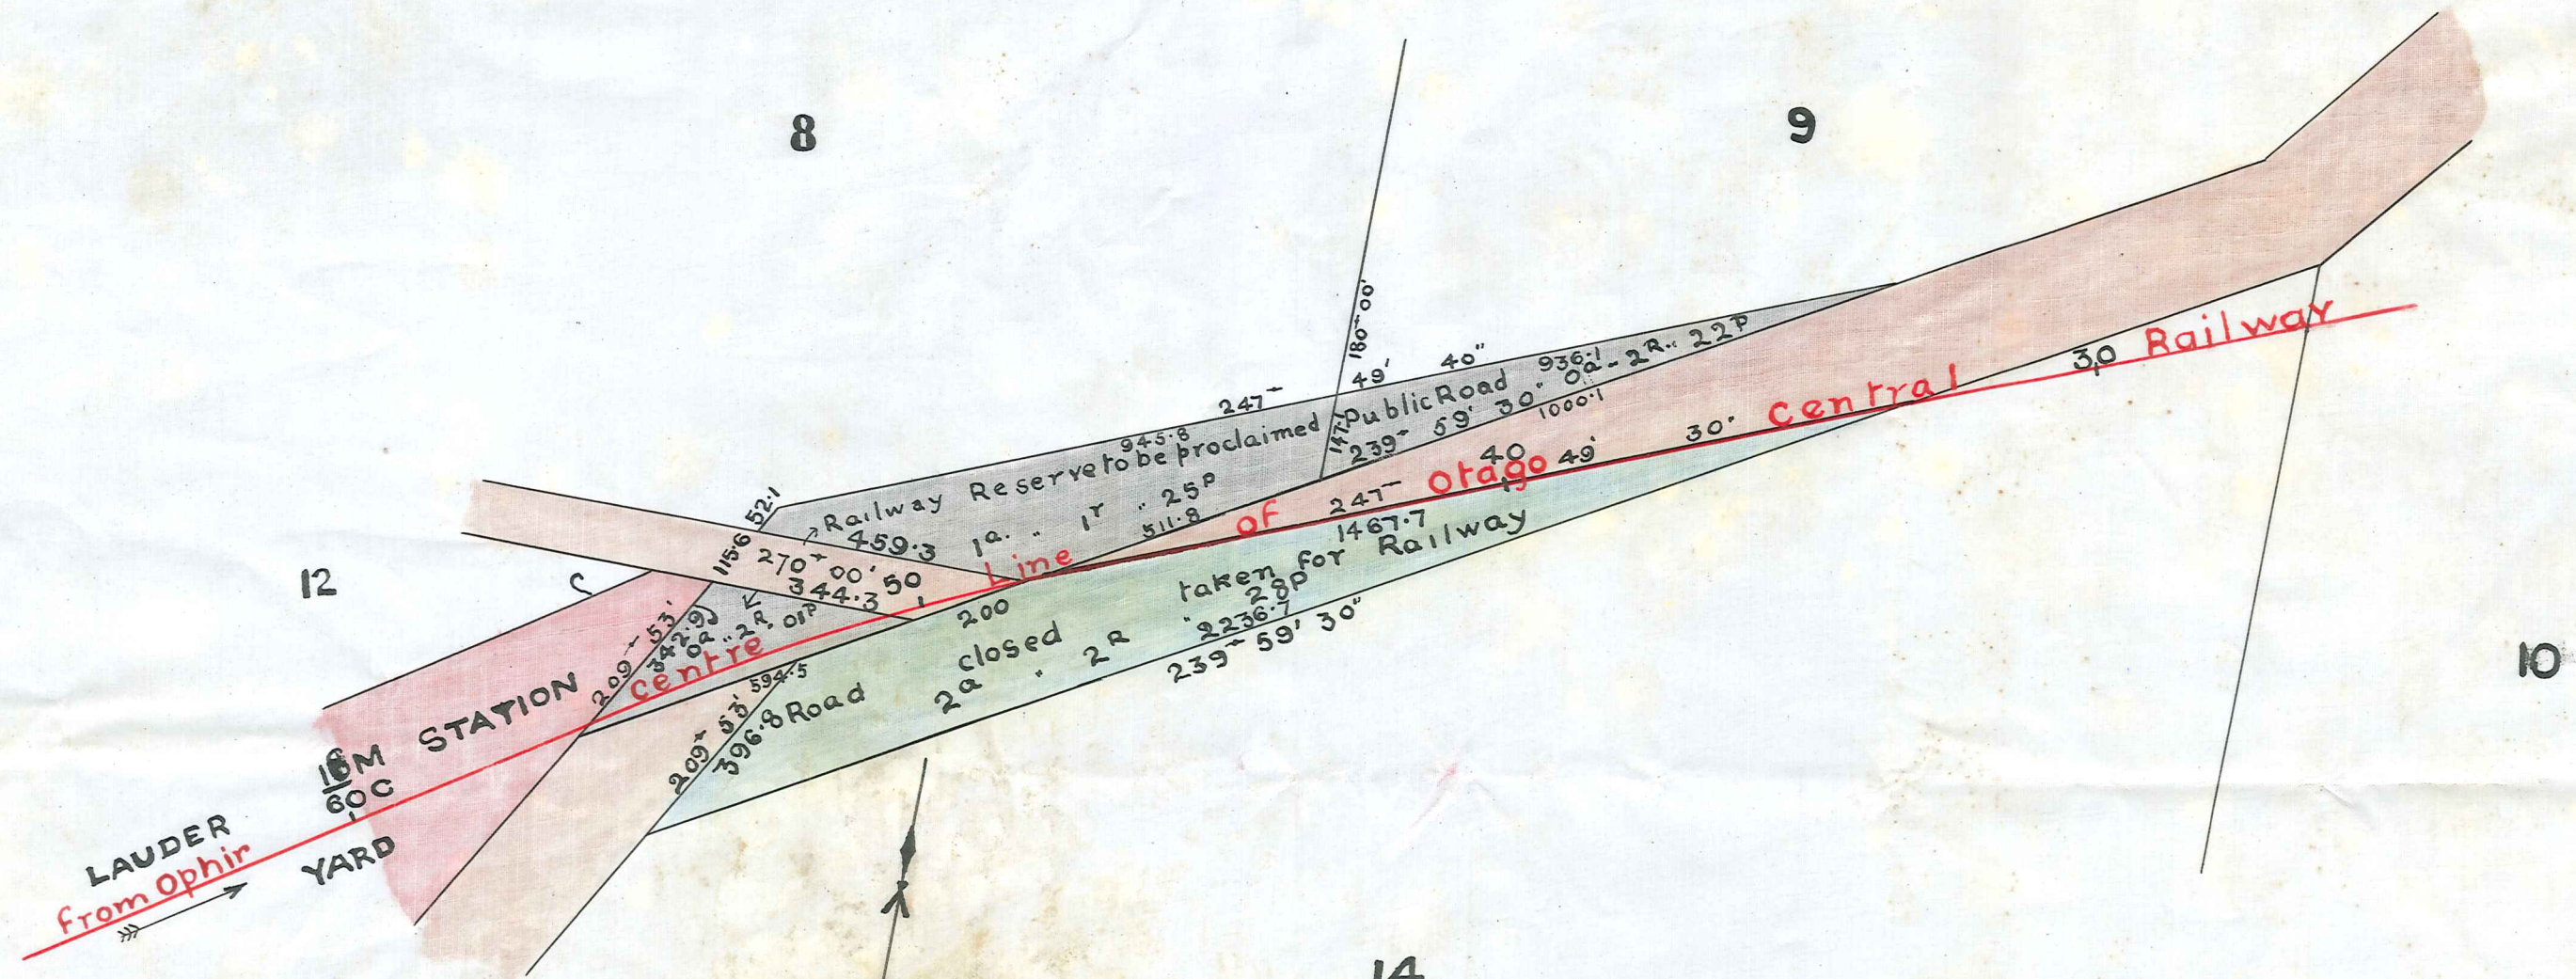 8
9
12
10
14
180° 00'
247° 49' 40"
945.8
936.1
Railway Reserve to be proclaimed Public Road
1a. " 1r " 25P
0a - 2R.. 22P
147.1
239° 59' 30"
1000.1
511.8
52.1
115.6
459.3
270° 00'
344.3
50
40
30
200
247° 49' 30"
1467.7
Centre Line of Otago Central Railway
209° 53'
342.9
0a " 2R. 01P
594.5
Road closed taken for Railway
2a " 2R " 28P
2236.7
239° 59' 30"
209° 53'
396.8
STATION
YARD
60C
LAUDER
from Ophir